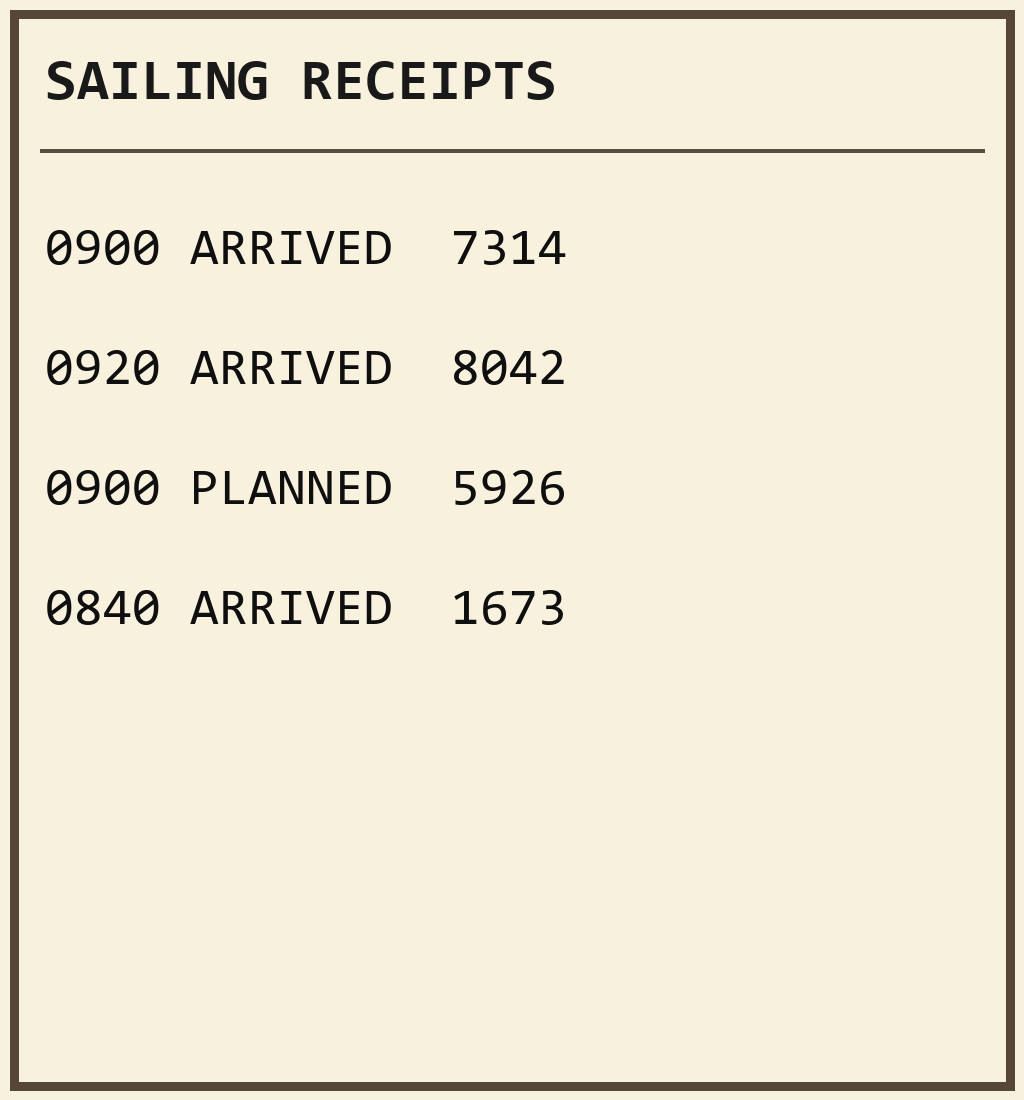 SAILING RECEIPTS
0900 ARRIVED  7314
0920 ARRIVED  8042
0900 PLANNED  5926
0840 ARRIVED  1673